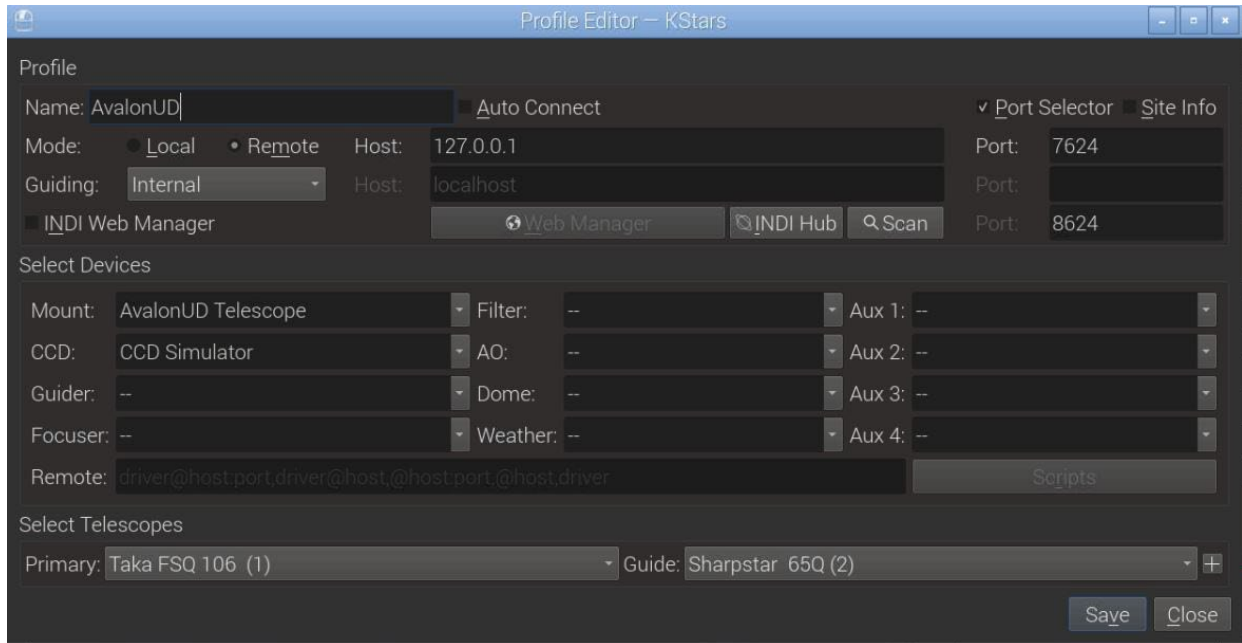 Profile Editor — KStars
Profile
Name: AvalonUD Auto Connect Port Selector Site Info
Mode: Local Remote Host: 127.0.0.1 Port: 7624
Guiding: Internal Host: localhost Port:
INDI Web Manager Web Manager INDI Hub Scan Port: 8624
Select Devices
Mount: AvalonUD Telescope Filter: -- Aux 1: --
CCD: CCD Simulator AO: -- Aux 2: --
Guider: -- Dome: -- Aux 3: --
Focuser: -- Weather: -- Aux 4: --
Remote: driver@host:port,driver@host,@host:port,@host,driver Scripts
Select Telescopes
Primary: Taka FSQ 106 (1) Guide: Sharpstar 65Q (2) +
Save Close